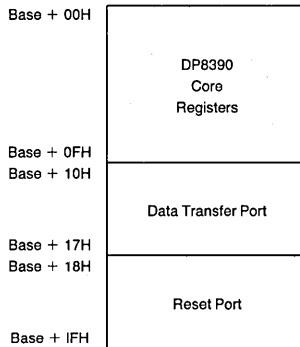 Base + 00H
DP8390
Core
Registers
Base + 0FH
Base + 10H
Data Transfer Port
Base + 17H
Base + 18H
Reset Port
Base + IFH